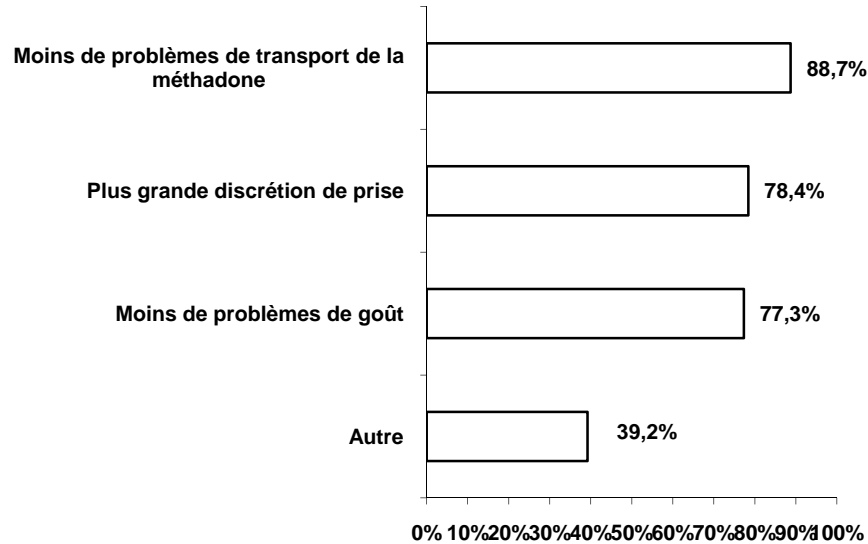 Moins de problèmes de transport de la
méthadone
88,7%
Plus grande discrétion de prise
78,4%
Moins de problèmes de goût
77,3%
Autre
39,2%
0% 10% 20% 30% 40% 50% 60% 70% 80% 90% 100%